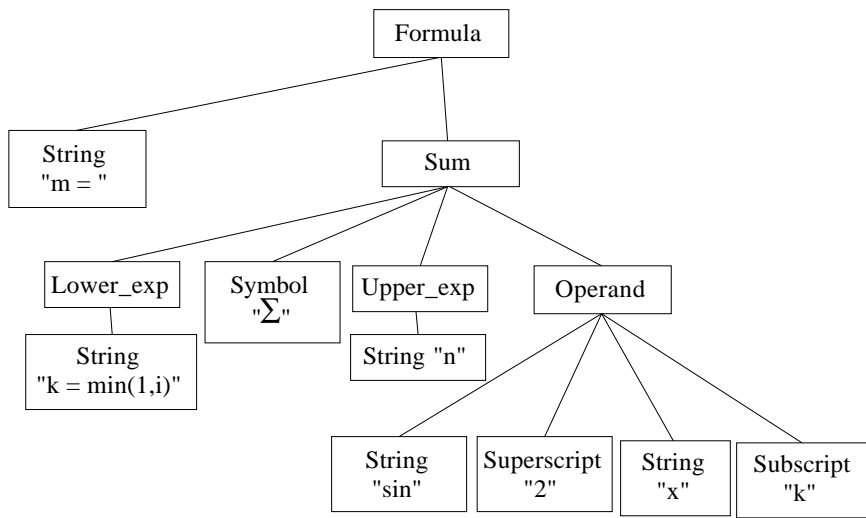 Formula
String
"m = "
Sum
Lower_exp
Symbol
"∑"
Upper_exp
Operand
String
"k = min(1,i)"
String "n"
String
"sin"
Superscript
"2"
String
"x"
Subscript
"k"